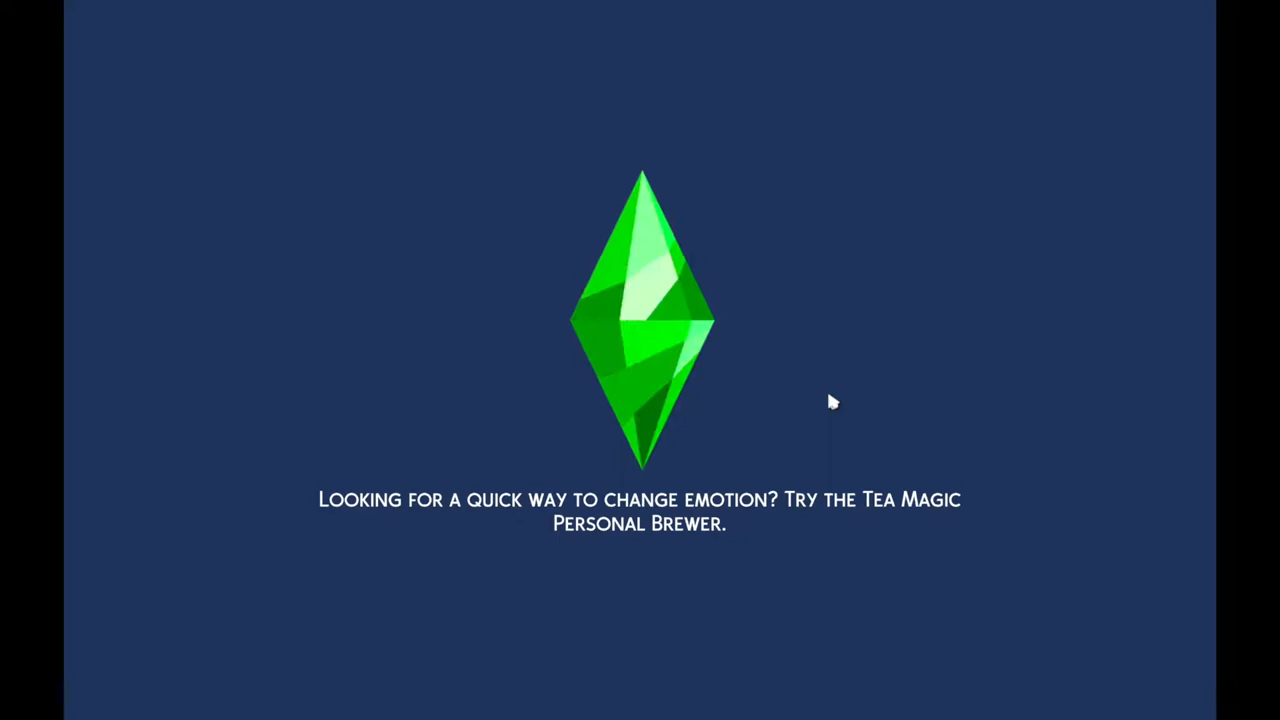 Looking for a quick way to change emotion? Try the Tea Magic
Personal Brewer.